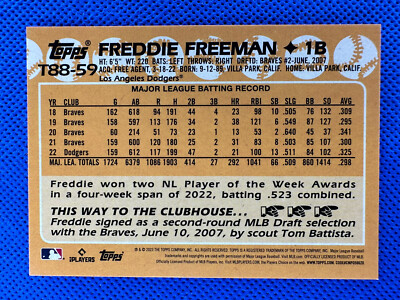 Topps
FREDDIE FREEMAN ✦ 1B
T88-59
HT: 6'5" WT: 220 BATS: LEFT THROWS: RIGHT DRFTD: BRAVES #2-JUNE, 2007
ACQ: FREE AGENT, 3-18-22 BORN: 9-12-89, VILLA PARK, CALIF. HOME: VILLA PARK, CALIF.
Los Angeles Dodgers
MAJOR LEAGUE BATTING RECORD
YR CLUB G AB R H 2B 3B HR RBI SB SLG BB SO AVG
18 Braves 162 618 94 191 44 4 23 98 10 .505 76 132 .309
19 Braves 158 597 113 176 34 2 38 121 6 .549 87 127 .295
20 Braves 60 214 51 73 23 1 13 53 2 .640 45 37 .341
21 Braves 159 600 120 180 25 2 31 83 8 .503 85 107 .300
22 Dodgers 159 612 117 199 47 2 21 100 13 .511 84 102 .325
MAJ. LEA. TOTALS 1724 6379 1086 1903 414 27 292 1041 66 .509 860 1414 .298
Freddie won two NL Player of the Week Awards
in a four-week span of 2022, batting .523 combined.
THIS WAY TO THE CLUBHOUSE...
Freddie signed as a second-round MLB Draft selection
with the Braves, June 10, 2007, by scout Tom Battista.
PLAYERS
Topps